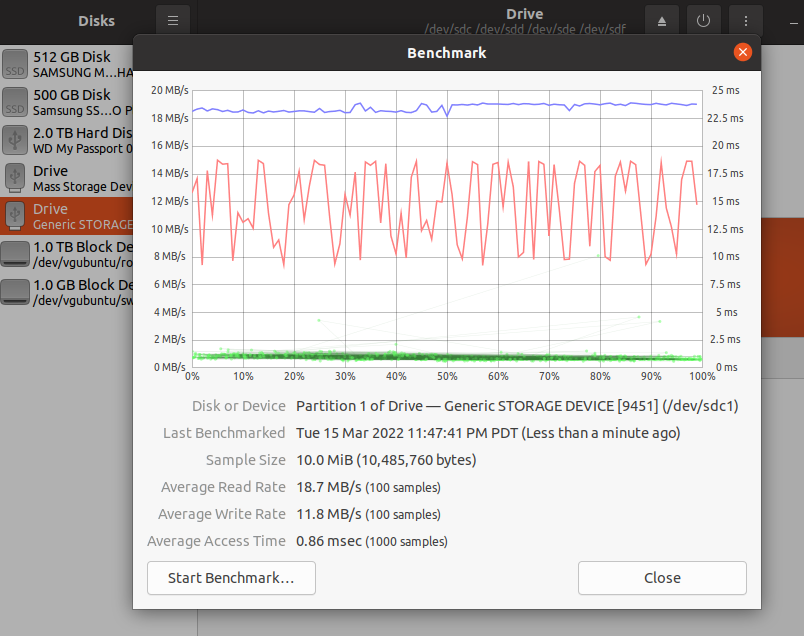 Disks
Drive
/dev/sdc /dev/sdd /dev/sde /dev/sdf
512 GB Disk
SAMSUNG M…HA
SSD
500 GB Disk
Samsung SS…O P
SSD
2.0 TB Hard Dis
WD My Passport 0
Drive
Mass Storage Dev
Drive
Generic STORAGE
1.0 TB Block De
/dev/vgubuntu/ro
1.0 GB Block De
/dev/vgubuntu/sw
Benchmark
20 MB/s
18 MB/s
16 MB/s
14 MB/s
12 MB/s
10 MB/s
8 MB/s
6 MB/s
4 MB/s
2 MB/s
0 MB/s
25 ms
22.5 ms
20 ms
17.5 ms
15 ms
12.5 ms
10 ms
7.5 ms
5 ms
2.5 ms
0 ms
0% 10% 20% 30% 40% 50% 60% 70% 80% 90% 100%
Disk or Device Partition 1 of Drive — Generic STORAGE DEVICE [9451] (/dev/sdc1)
Last Benchmarked Tue 15 Mar 2022 11:47:41 PM PDT (Less than a minute ago)
Sample Size 10.0 MiB (10,485,760 bytes)
Average Read Rate 18.7 MB/s (100 samples)
Average Write Rate 11.8 MB/s (100 samples)
Average Access Time 0.86 msec (1000 samples)
Start Benchmark…
Close